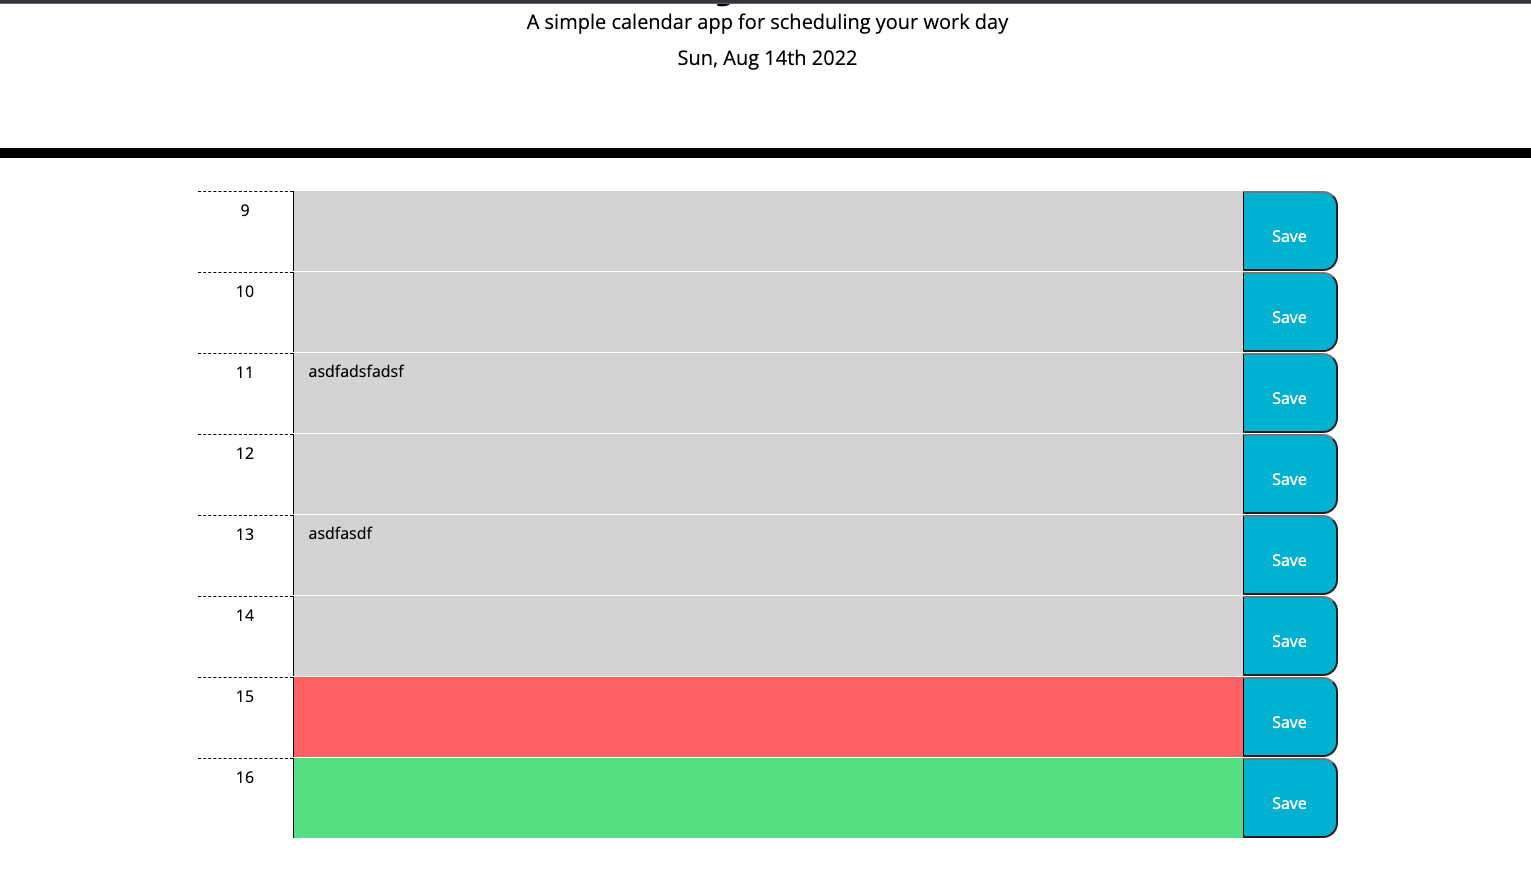 A simple calendar app for scheduling your work day
Sun, Aug 14th 2022
9
Save
10
Save
11 asdfadsfadsf
Save
12
Save
13 asdfasdf
Save
14
Save
15
Save
16
Save